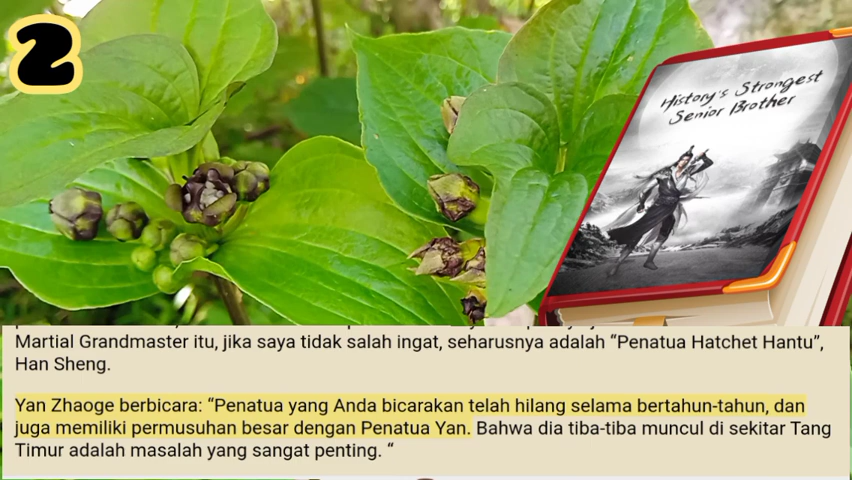 2
History's Strongest
Senior Brother
Martial Grandmaster itu, jika saya tidak salah ingat, seharusnya adalah “Penatua Hatchet Hantu”,
Han Sheng.
Yan Zhaoge berbicara: “Penatua yang Anda bicarakan telah hilang selama bertahun-tahun, dan
juga memiliki permusuhan besar dengan Penatua Yan. Bahwa dia tiba-tiba muncul di sekitar Tang
Timur adalah masalah yang sangat penting. “